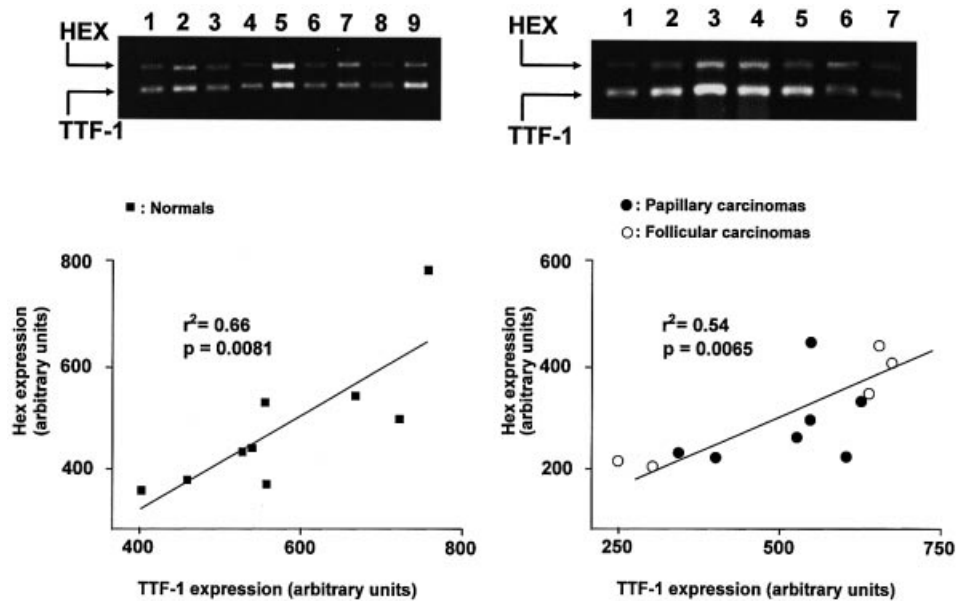 HEX
1 2 3 4 5 6 7 8 9
TTF-1
HEX
1 2 3 4 5 6 7
TTF-1
■ : Normals
800
600
400
Hex expression
(arbitrary units)
r²= 0.66
p = 0.0081
400 600 800
TTF-1 expression (arbitrary units)
● : Papillary carcinomas
○ : Follicular carcinomas
600
400
200
Hex expression
(arbitrary units)
r²= 0.54
p = 0.0065
250 500 750
TTF-1 expression (arbitrary units)